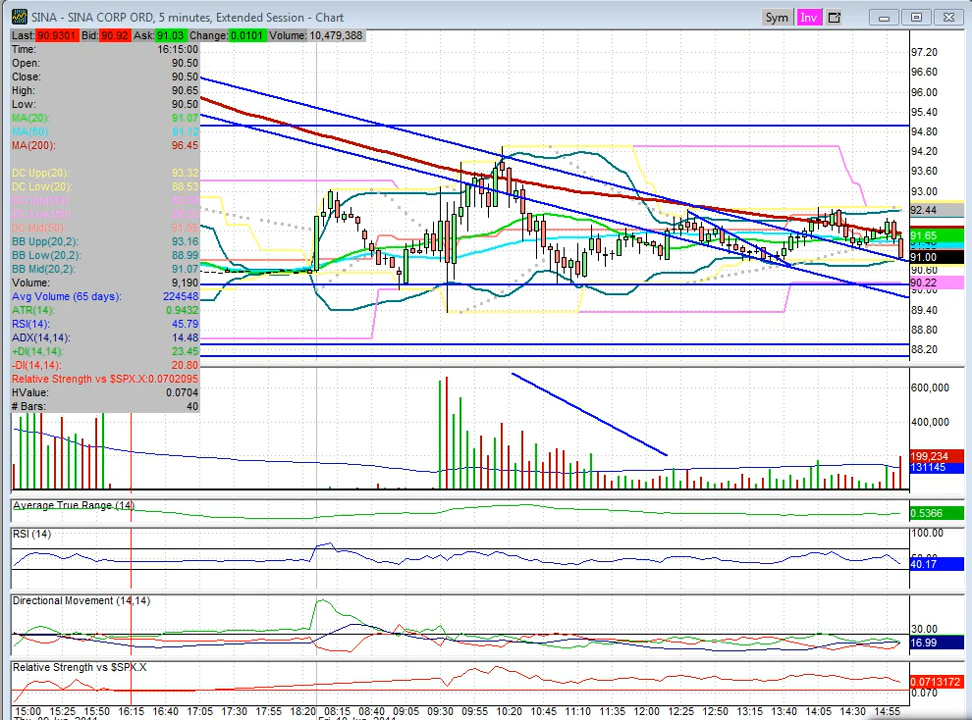 SINA - SINA CORP ORD, 5 minutes, Extended Session - Chart
Sym Inv
Last: 90.9301 Bid: 90.92 Ask: 91.03 Change: 0.0101 Volume: 10,479,388
Time: 16:15:00
Open: 90.50
Close: 90.50
High: 90.65
Low: 90.50
MA(20): 91.07
MA(50): 91.12
MA(200): 96.45
DC Upp(20): 93.32
DC Low(20): 88.53
DC Mid(50):
BB Upp(20,2): 93.16
BB Low(20,2): 88.99
BB Mid(20,2): 91.07
Volume: 9,190
Avg Volume (65 days): 224548
ATR(14): 0.9432
RSI(14): 45.79
ADX(14,14): 14.48
+DI(14,14): 23.45
-DI(14,14): 20.80
Relative Strength vs $SPX.X: 0.0702095
HValue: 0.0704
# Bars: 40
97.20
96.60
96.00
95.40
94.80
94.20
93.60
93.00
92.44
91.65
91.00
90.60
90.22
89.40
88.80
88.20
600,000
400,000
199,234
131145
Average True Range (14)
0.5366
RSI (14)
100.00
40.17
Directional Movement (14,14)
30.00
16.99
Relative Strength vs $SPX.X
0.0713172
0.070
15:00 15:25 15:50 16:15 16:40 17:05 17:30 17:55 18:20 08:15 08:40 09:05 09:30 09:55 10:20 10:45 11:10 11:35 12:00 12:25 12:50 13:15 13:40 14:05 14:30 14:55